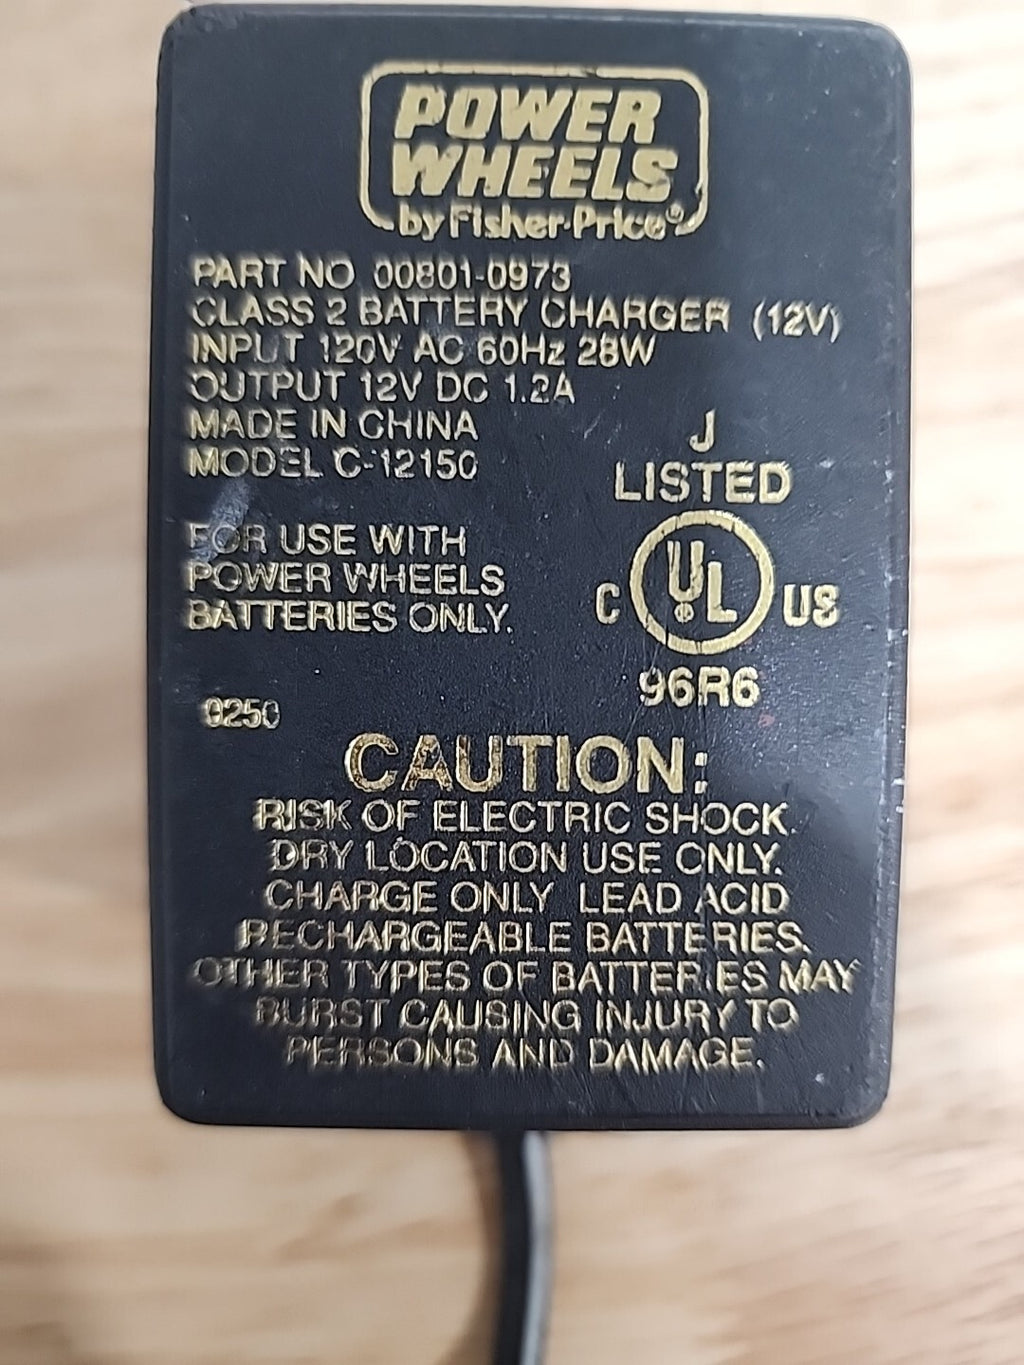 POWER
WHEELS
by Fisher-Price®
PART NO 00801-0973
CLASS 2 BATTERY CHARGER (12V)
INPUT 120V AC 60Hz 28W
OUTPUT 12V DC 1.2A
MADE IN CHINA
MODEL C-12150
J
LISTED
FOR USE WITH
POWER WHEELS
BATTERIES ONLY.
C UL US
96R6
0250
CAUTION:
RISK OF ELECTRIC SHOCK.
DRY LOCATION USE ONLY.
CHARGE ONLY LEAD ACID
RECHARGEABLE BATTERIES.
OTHER TYPES OF BATTERIES MAY
BURST CAUSING INJURY TO
PERSONS AND DAMAGE.